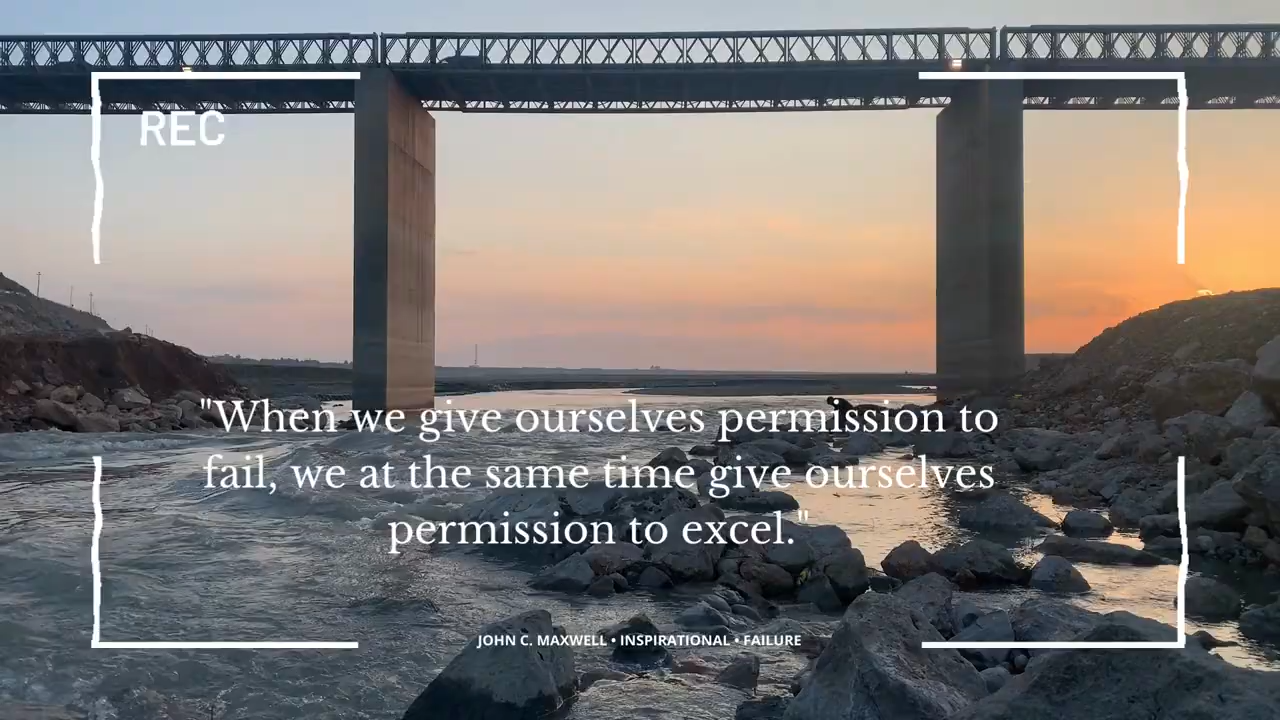 REC
"When we give ourselves permission to
fail, we at the same time give ourselves
permission to excel."
JOHN C. MAXWELL • INSPIRATIONAL • FAILURE